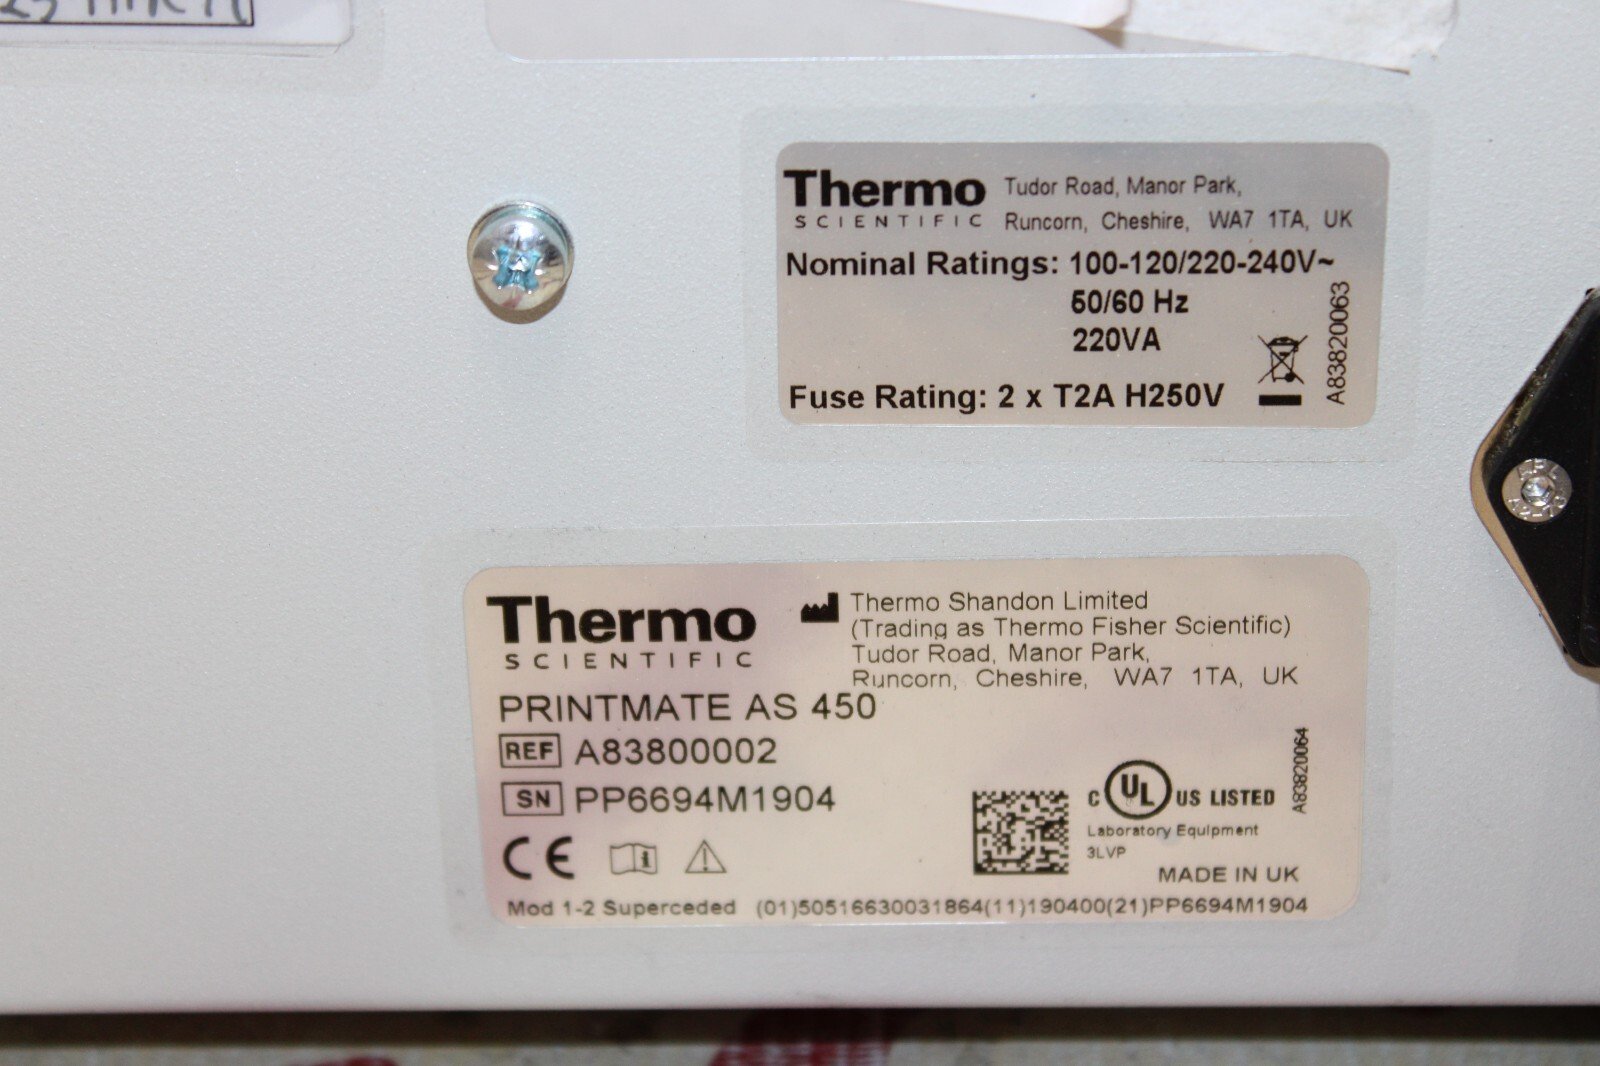 Thermo
SCIENTIFIC
Tudor Road, Manor Park,
Runcorn, Cheshire, WA7 1TA, UK
Nominal Ratings: 100-120/220-240V~
50/60 Hz
220VA
Fuse Rating: 2 x T2A H250V
A83820063
Thermo
SCIENTIFIC
Thermo Shandon Limited
(Trading as Thermo Fisher Scientific)
Tudor Road, Manor Park,
Runcorn, Cheshire, WA7 1TA, UK
PRINTMATE AS 450
REF A83800002
SN PP6694M1904
CE
C UL US LISTED
Laboratory Equipment
3LVP
A83820064
MADE IN UK
Mod 1-2 Superceded (01)50516630031864(11)190400(21)PP6694M1904